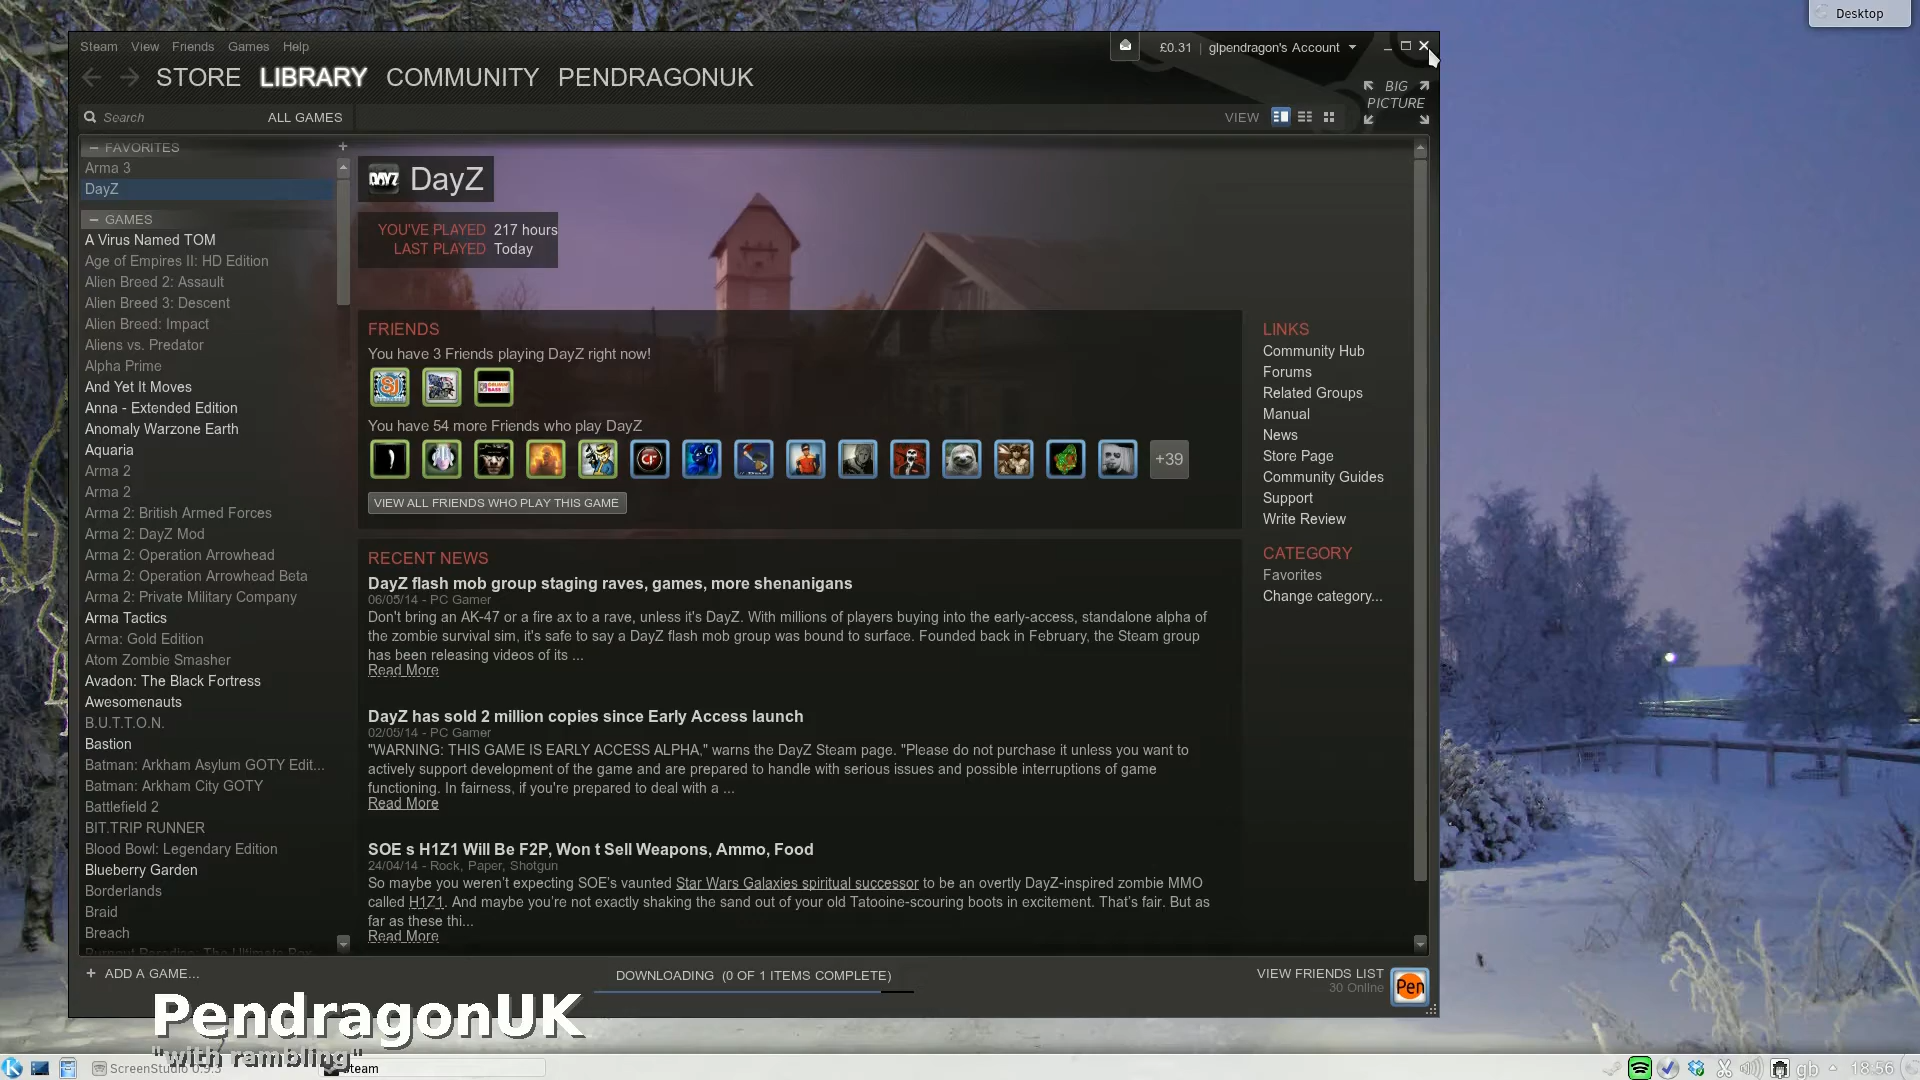 Desktop
Steam View Friends Games Help
£0.31 | glpendragon's Account
STORE LIBRARY COMMUNITY PENDRAGONUK
BIG
PICTURE
Search ALL GAMES
VIEW
FAVORITES
Arma 3
DayZ
GAMES
A Virus Named TOM
Age of Empires II: HD Edition
Alien Breed 2: Assault
Alien Breed 3: Descent
Alien Breed: Impact
Aliens vs. Predator
Alpha Prime
And Yet It Moves
Anna - Extended Edition
Anomaly Warzone Earth
Aquaria
Arma 2
Arma 2
Arma 2: British Armed Forces
Arma 2: DayZ Mod
Arma 2: Operation Arrowhead
Arma 2: Operation Arrowhead Beta
Arma 2: Private Military Company
Arma Tactics
Arma: Gold Edition
Atom Zombie Smasher
Avadon: The Black Fortress
Awesomenauts
B.U.T.T.O.N.
Bastion
Batman: Arkham Asylum GOTY Edit...
Batman: Arkham City GOTY
Battlefield 2
BIT.TRIP RUNNER
Blood Bowl: Legendary Edition
Blueberry Garden
Borderlands
Braid
Breach
+ ADD A GAME...
DAYZ DayZ
YOU'VE PLAYED 217 hours
LAST PLAYED Today
FRIENDS
You have 3 Friends playing DayZ right now!
You have 54 more Friends who play DayZ
+39
VIEW ALL FRIENDS WHO PLAY THIS GAME
RECENT NEWS
DayZ flash mob group staging raves, games, more shenanigans
06/05/14 - PC Gamer
Don't bring an AK-47 or a fire ax to a rave, unless it's DayZ. With millions of players buying into the early-access, standalone alpha of
the zombie survival sim, it's safe to say a DayZ flash mob group was bound to surface. Founded back in February, the Steam group
has been releasing videos of its ...
Read More
DayZ has sold 2 million copies since Early Access launch
02/05/14 - PC Gamer
"WARNING: THIS GAME IS EARLY ACCESS ALPHA," warns the DayZ Steam page. "Please do not purchase it unless you want to
actively support development of the game and are prepared to handle with serious issues and possible interruptions of game
functioning. In fairness, if you're prepared to deal with a ...
Read More
SOE s H1Z1 Will Be F2P, Won t Sell Weapons, Ammo, Food
24/04/14 - Rock, Paper, Shotgun
So maybe you weren't expecting SOE's vaunted Star Wars Galaxies spiritual successor to be an overtly DayZ-inspired zombie MMO
called H1Z1. And maybe you're not exactly shaking the sand out of your old Tatooine-scouring boots in excitement. That's fair. But as
far as these thi...
Read More
LINKS
Community Hub
Forums
Related Groups
Manual
News
Store Page
Community Guides
Support
Write Review
CATEGORY
Favorites
Change category...
DOWNLOADING (0 OF 1 ITEMS COMPLETE)
VIEW FRIENDS LIST
30 Online
Pen
PendragonUK
"with rambling"
ScreenStudio 0.9.3
Steam
gb
18:56